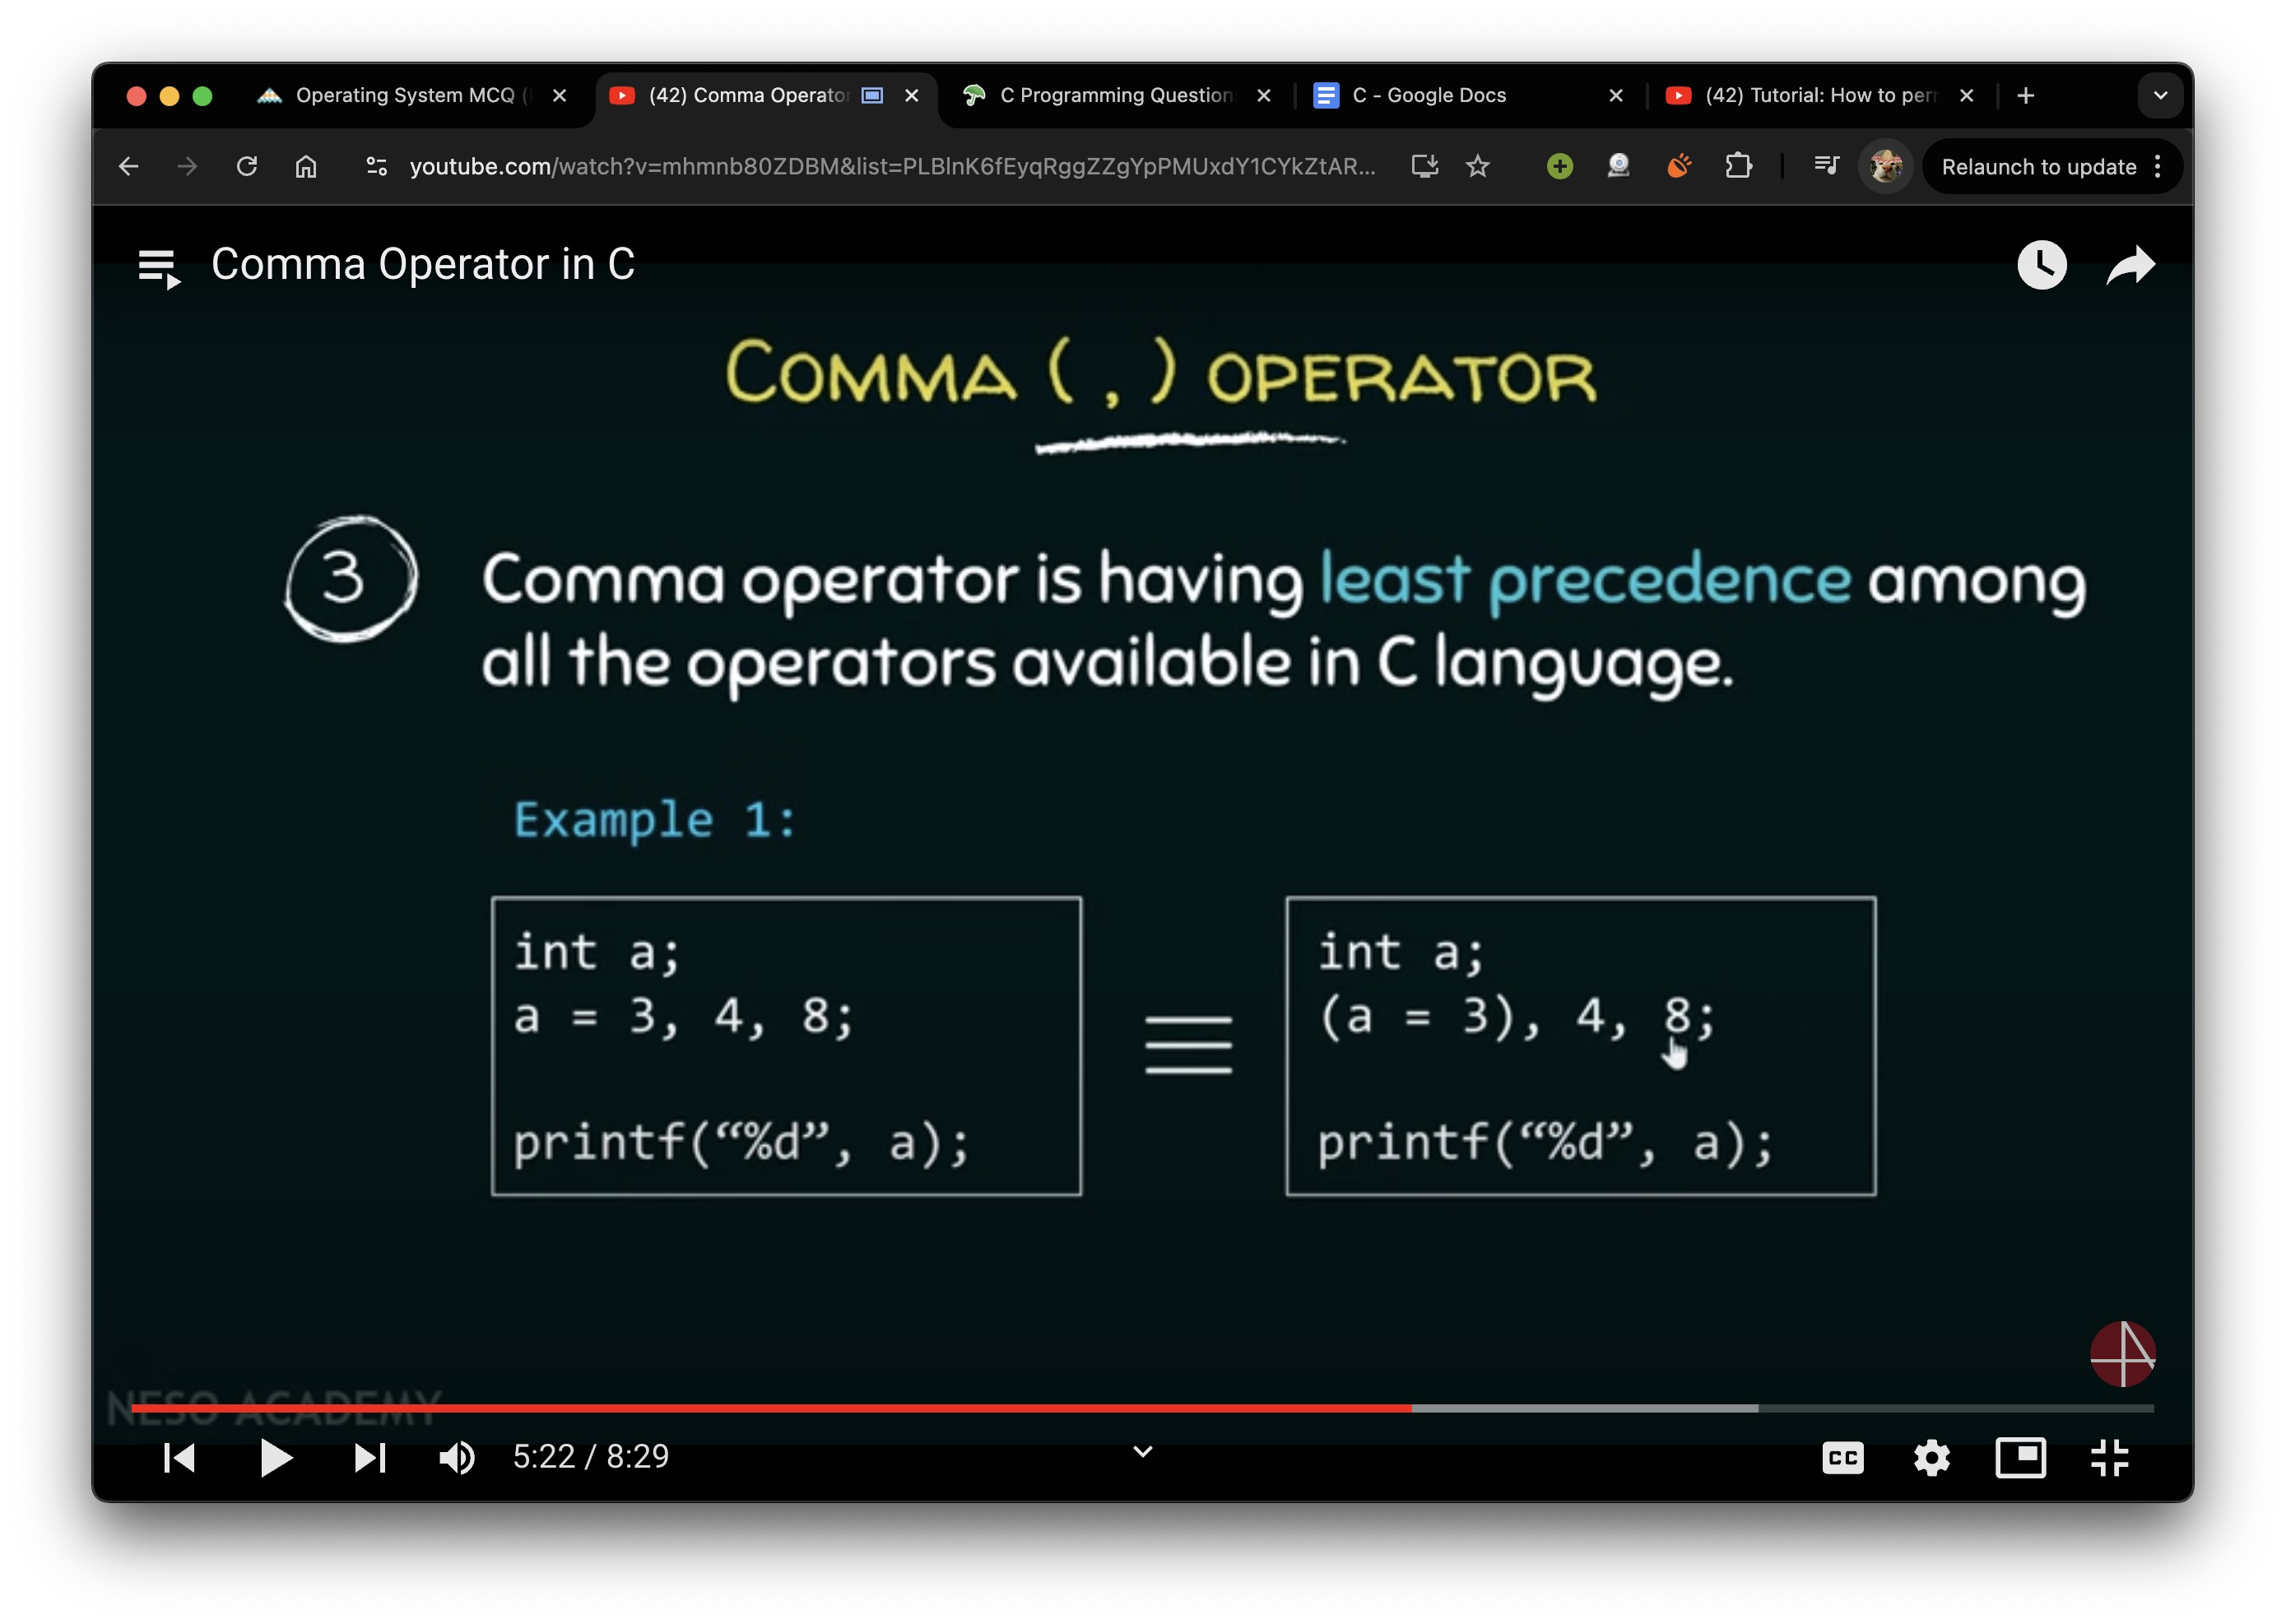 Operating System MCQ (
(42) Comma Operator
C Programming Question
C - Google Docs
(42) Tutorial: How to per
youtube.com/watch?v=mhmnb80ZDBM&list=PLBlnK6fEyqRggZZgYpPMUxdY1CYkZtAR...
Relaunch to update
Comma Operator in C
COMMA ( , ) OPERATOR
3
Comma operator is having least precedence among
all the operators available in C language.
Example 1:
int a;
a = 3, 4, 8;
printf(“%d”, a);
int a;
(a = 3), 4, 8;
printf(“%d”, a);
NESO ACADEMY
5:22 / 8:29
CC